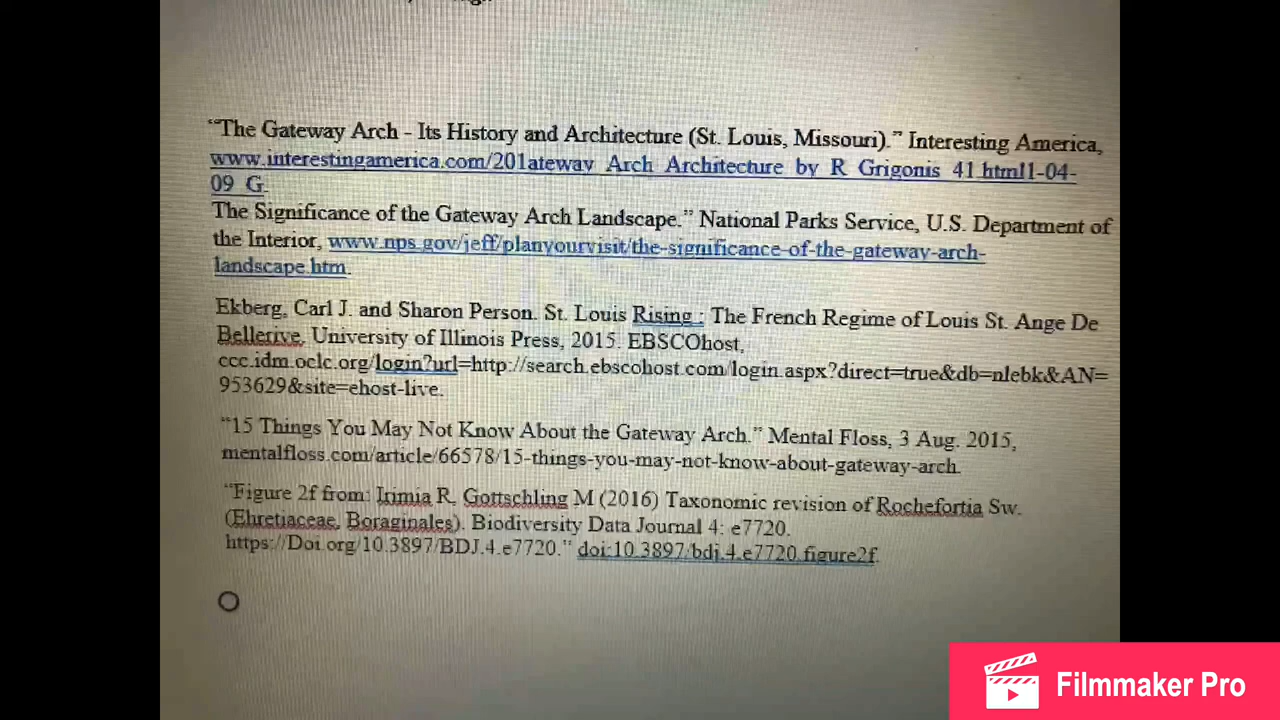 “The Gateway Arch - Its History and Architecture (St. Louis, Missouri).” Interesting America,
www.interestingamerica.com/201ateway_Arch_Architecture_by_R_Grigonis_41.html1-04-
09_G.
The Significance of the Gateway Arch Landscape.” National Parks Service, U.S. Department of
the Interior, www.nps.gov/jeff/planyourvisit/the-significance-of-the-gateway-arch-
landscape.htm.
Ekberg, Carl J. and Sharon Person. St. Louis Rising : The French Regime of Louis St. Ange De
Bellerive. University of Illinois Press, 2015. EBSCOhost,
ccc.idm.oclc.org/login?url=http://search.ebscohost.com/login.aspx?direct=true&db=nlebk&AN=
953629&site=ehost-live.
“15 Things You May Not Know About the Gateway Arch.” Mental Floss, 3 Aug. 2015,
mentalfloss.com/article/66578/15-things-you-may-not-know-about-gateway-arch.
“Figure 2f from: Irimia R, Gottschling M (2016) Taxonomic revision of Rochefortia Sw.
(Ehretiaceae, Boraginales). Biodiversity Data Journal 4: e7720.
https://Doi.org/10.3897/BDJ.4.e7720.” doi:10.3897/bdj.4.e7720.figure2f.
Filmmaker Pro